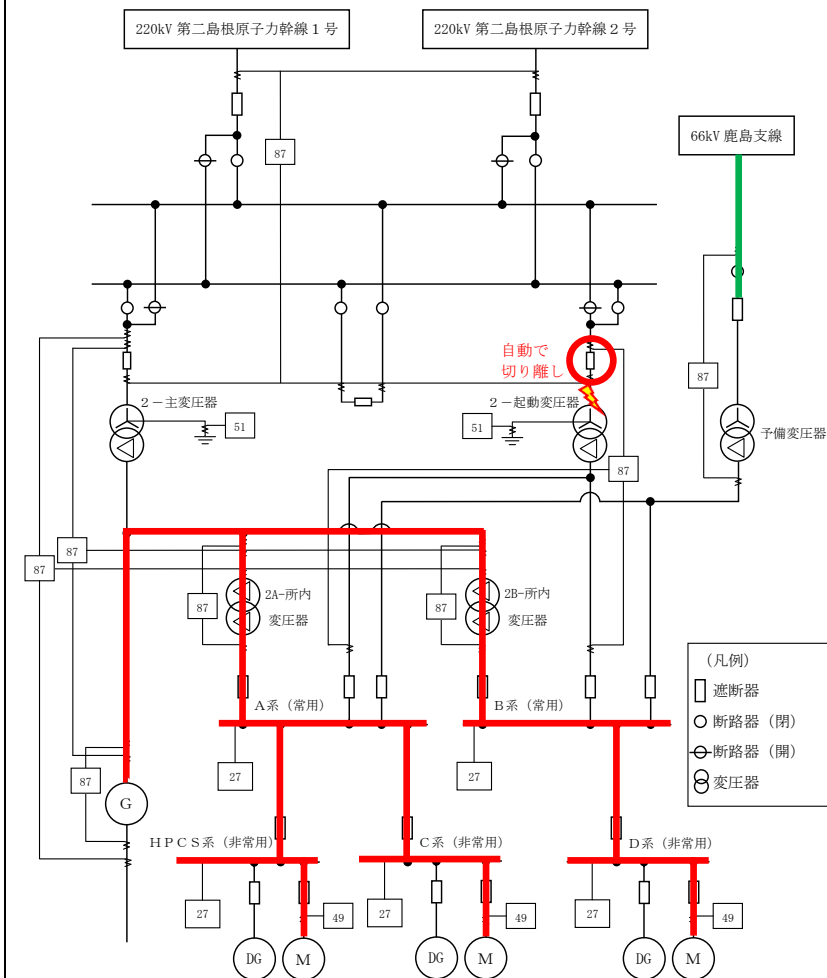 220kV 第二島根原子力幹線１号
220kV 第二島根原子力幹線２号
66kV 鹿島支線
87
自動で
切り離し
87
２－主変圧器
51
２－起動変圧器
51
予備変圧器
87
87
87
87
2A-所内
変圧器
87
2B-所内
変圧器
(凡例)
遮断器
断路器（閉）
断路器（開）
変圧器
A系（常用）
B系（常用）
27
27
87
G
HPCS系（非常用）
C系（非常用）
D系（非常用）
27
49
27
49
27
49
DG
M
DG
M
DG
M